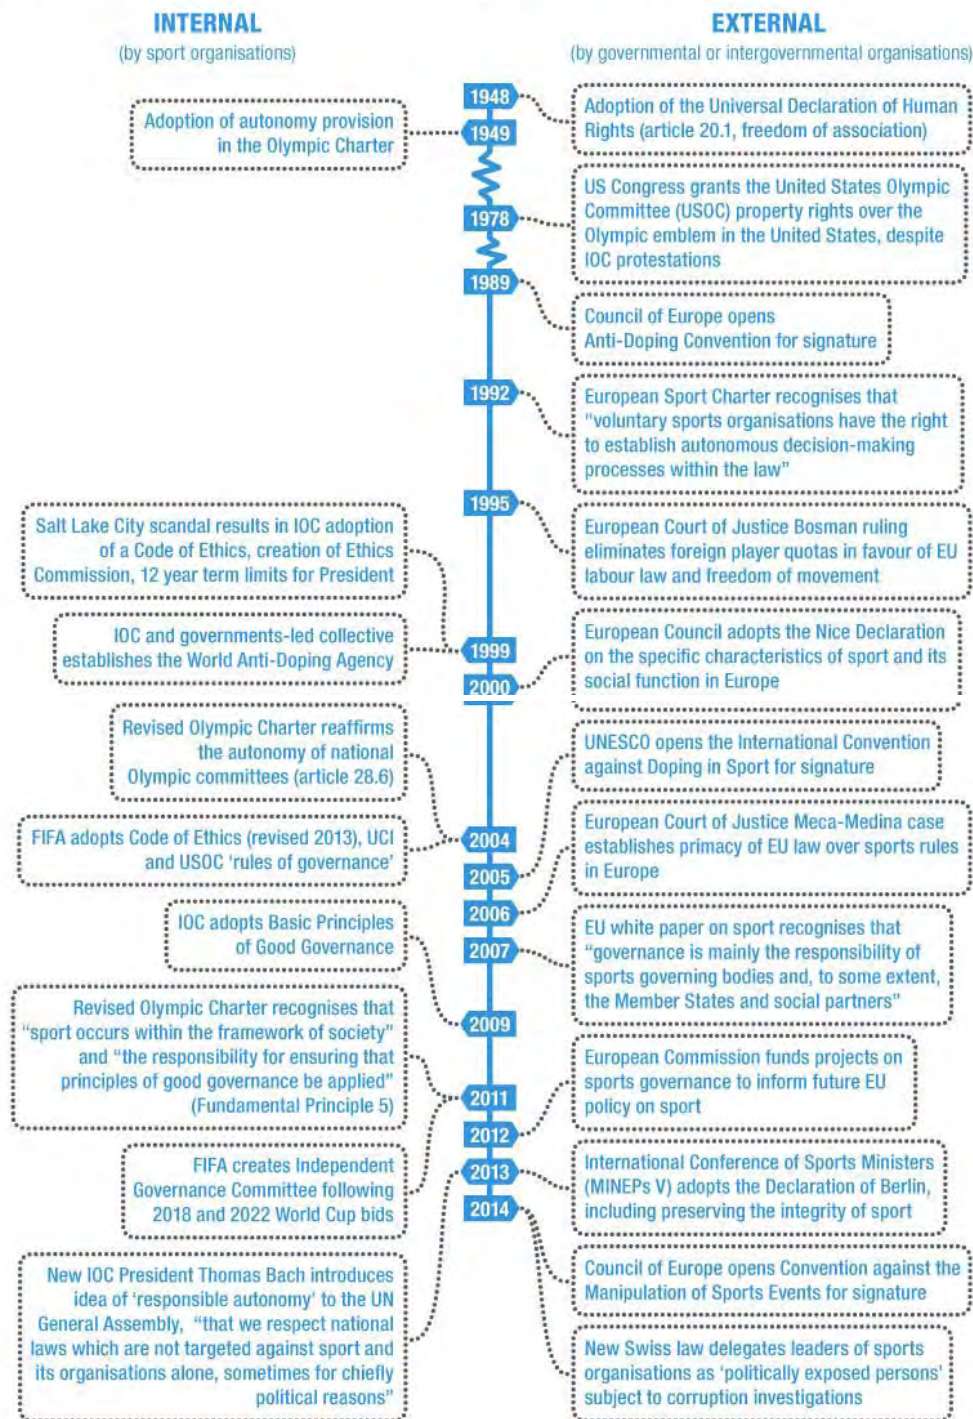 INTERNAL
(by sport organisations)
EXTERNAL
(by governmental or intergovernmental organisations)
1948
Adoption of the Universal Declaration of Human
Rights (article 20.1, freedom of association)
Adoption of autonomy provision
in the Olympic Charter
1949
1978
US Congress grants the United States Olympic
Committee (USOC) property rights over the
Olympic emblem in the United States, despite
IOC protestations
1989
Council of Europe opens
Anti-Doping Convention for signature
1992
European Sport Charter recognises that
“voluntary sports organisations have the right
to establish autonomous decision-making
processes within the law”
1995
European Court of Justice Bosman ruling
eliminates foreign player quotas in favour of EU
labour law and freedom of movement
Salt Lake City scandal results in IOC adoption
of a Code of Ethics, creation of Ethics
Commission, 12 year term limits for President
IOC and governments-led collective
establishes the World Anti-Doping Agency
1999
2000
European Council adopts the Nice Declaration
on the specific characteristics of sport and its
social function in Europe
Revised Olympic Charter reaffirms
the autonomy of national
Olympic committees (article 28.6)
FIFA adopts Code of Ethics (revised 2013), UCI
and USOC ‘rules of governance’
2004
2005
UNESCO opens the International Convention
against Doping in Sport for signature
2006
European Court of Justice Meca-Medina case
establishes primacy of EU law over sports rules
in Europe
2007
EU white paper on sport recognises that
“governance is mainly the responsibility of
sports governing bodies and, to some extent,
the Member States and social partners”
IOC adopts Basic Principles
of Good Governance
2009
Revised Olympic Charter recognises that
“sport occurs within the framework of society”
and “the responsibility for ensuring that
principles of good governance be applied”
(Fundamental Principle 5)
2011
FIFA creates Independent
Governance Committee following
2018 and 2022 World Cup bids
2012
European Commission funds projects on
sports governance to inform future EU
policy on sport
2013
International Conference of Sports Ministers
(MINEPs V) adopts the Declaration of Berlin,
including preserving the integrity of sport
New IOC President Thomas Bach introduces
idea of ‘responsible autonomy’ to the UN
General Assembly, “that we respect national
laws which are not targeted against sport and
its organisations alone, sometimes for chiefly
political reasons”
2014
Council of Europe opens Convention against the
Manipulation of Sports Events for signature
New Swiss law delegates leaders of sports
organisations as ‘politically exposed persons’
subject to corruption investigations